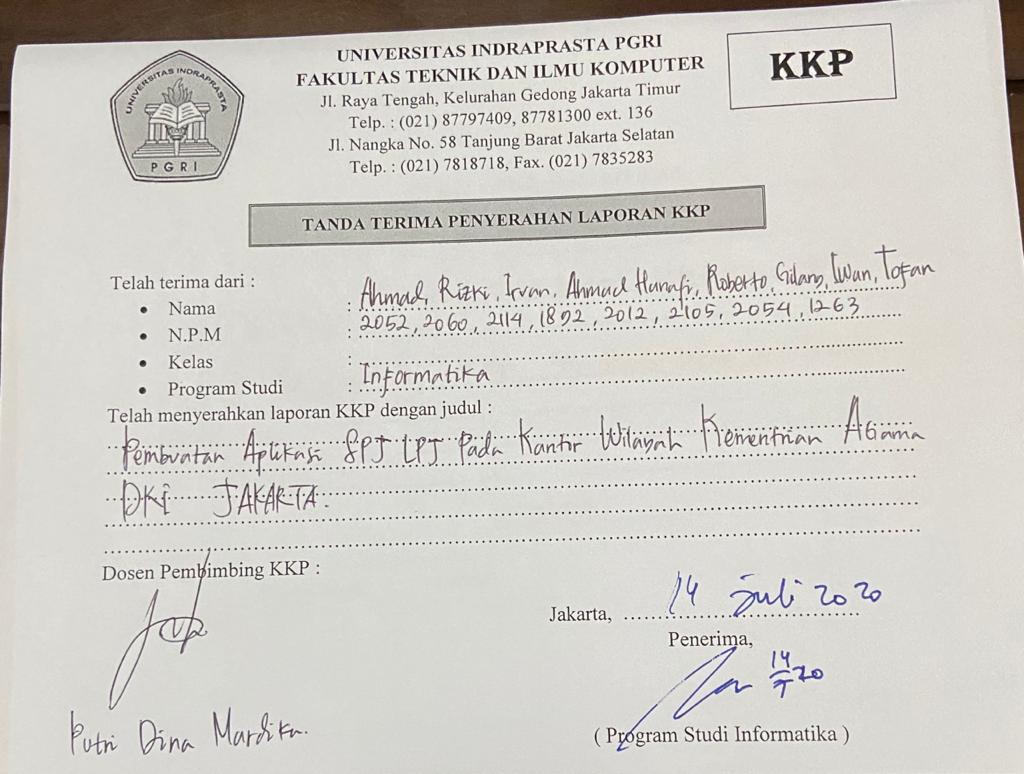 UNIVERSITAS INDRAPRASTA PGRI
FAKULTAS TEKNIK DAN ILMU KOMPUTER
Jl. Raya Tengah, Kelurahan Gedong Jakarta Timur
Telp. : (021) 87797409, 87781300 ext. 136
Jl. Nangka No. 58 Tanjung Barat Jakarta Selatan
Telp. : (021) 7818718, Fax. (021) 7835283
KKP
UNIVERSITAS INDRAPRASTA
PGRI
TANDA TERIMA PENYERAHAN LAPORAN KKP
Telah terima dari :
• Nama : Ahmad, Rizki, Irvan, Ahmad Hanafi, Roberto, Gilang, Iwan, Tofan
• N.P.M : 2052, 2060, 2114, 1892, 2012, 2105, 2054, 1263
• Kelas :
• Program Studi : Informatika
Telah menyerahkan laporan KKP dengan judul :
Pembuatan Aplikasi SPJ LPJ Pada Kantor Wilayah Kementrian Agama
DKI JAKARTA.
Dosen Pembimbing KKP :
Jakarta, 14 Juli 2020
Penerima,
14/7 20
Putri Dina Mardika.
( Program Studi Informatika )